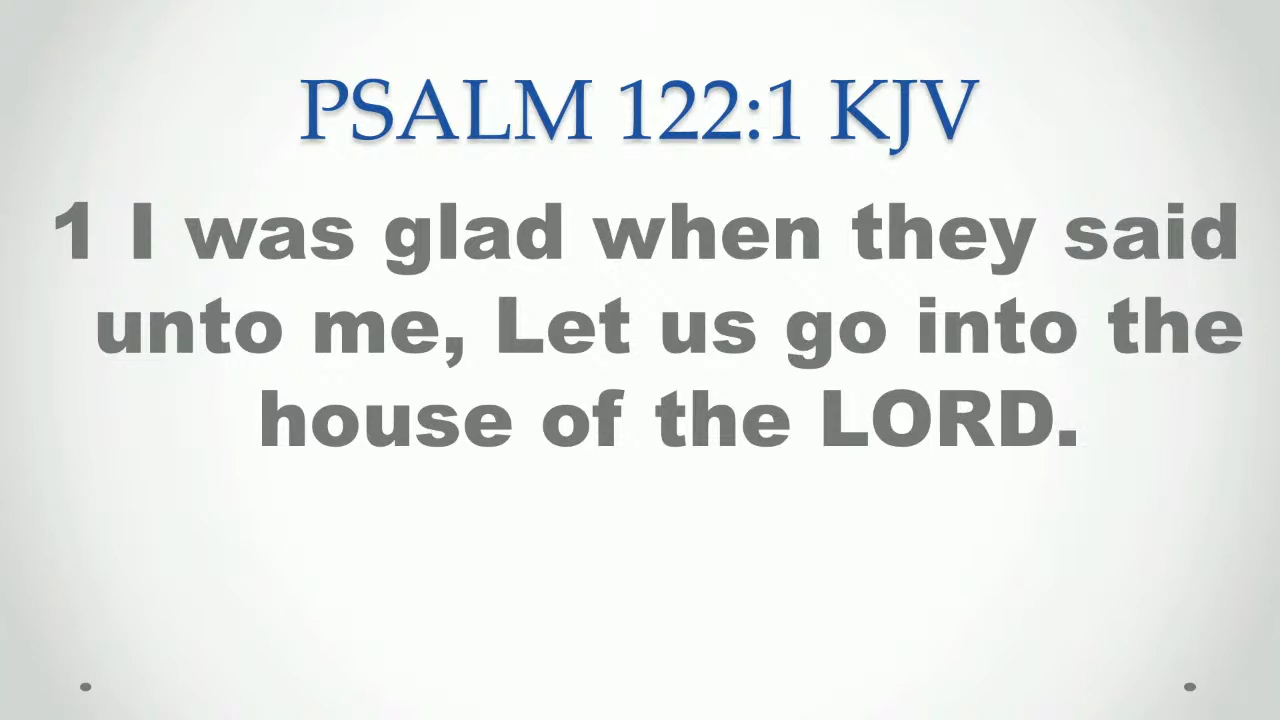 PSALM 122:1 KJV
1 I was glad when they said
unto me, Let us go into the
house of the LORD.